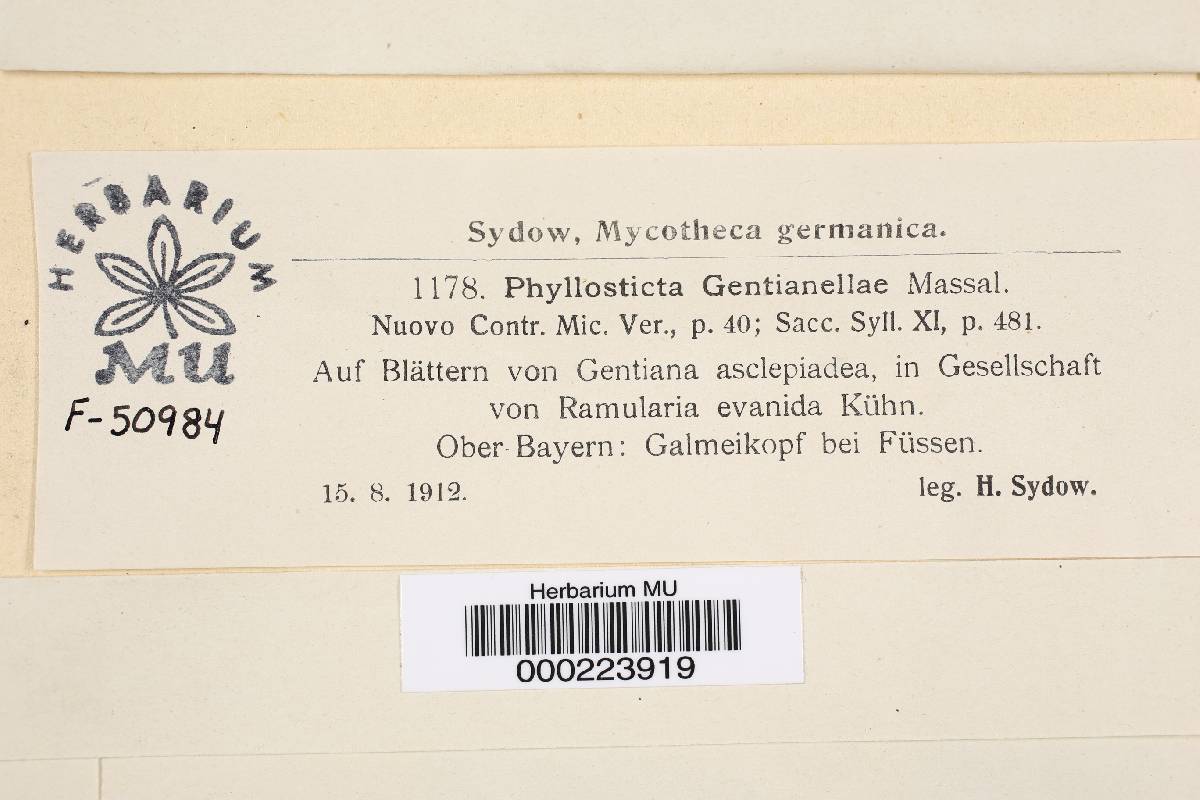 HERBARIUM
MU
F-50984
Sydow, Mycotheca germanica.
1178. Phyllosticta Gentianellae Massal.
Nuovo Contr. Mic. Ver., p. 40; Sacc. Syll. XI, p. 481.
Auf Blättern von Gentiana asclepiadea, in Gesellschaft
von Ramularia evanida Kühn.
Ober-Bayern: Galmeikopf bei Füssen.
15. 8. 1912. leg. H. Sydow.
Herbarium MU
000223919